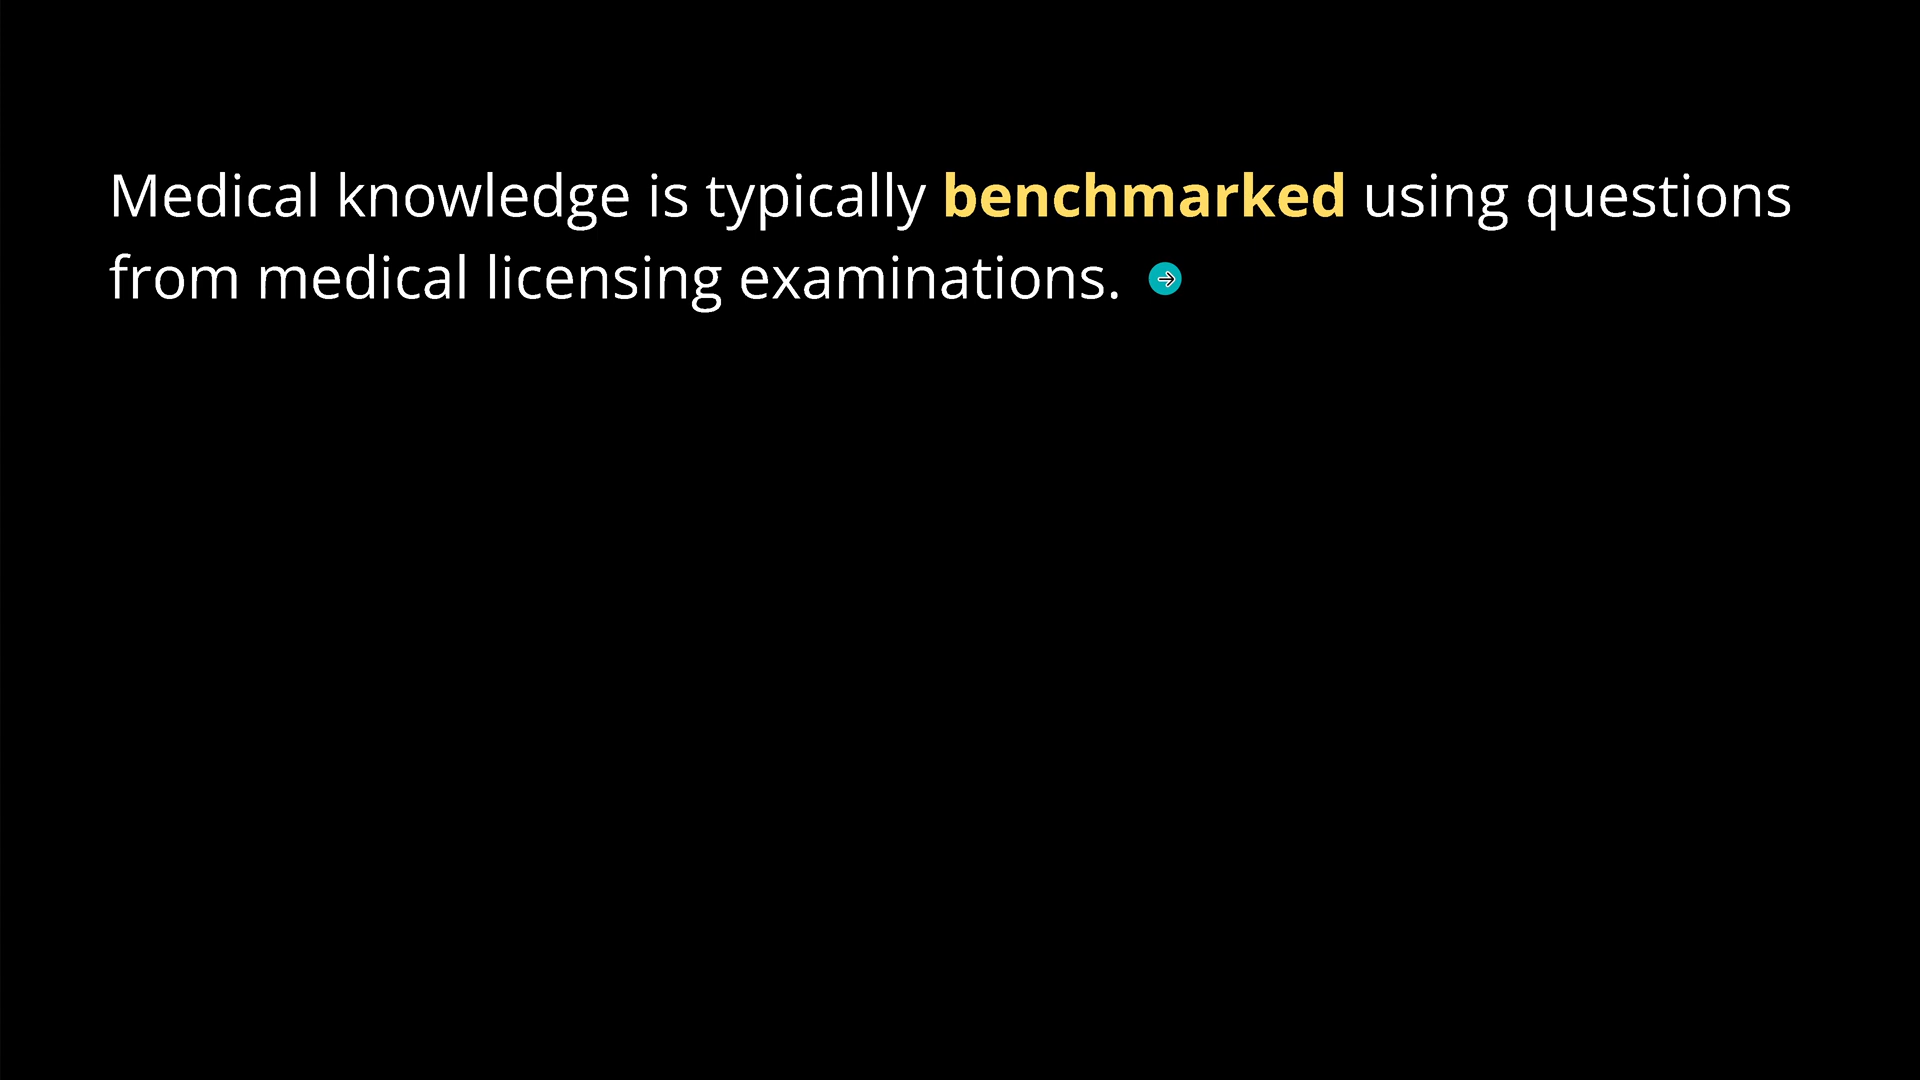 Medical knowledge is typically benchmarked using questions
from medical licensing examinations.